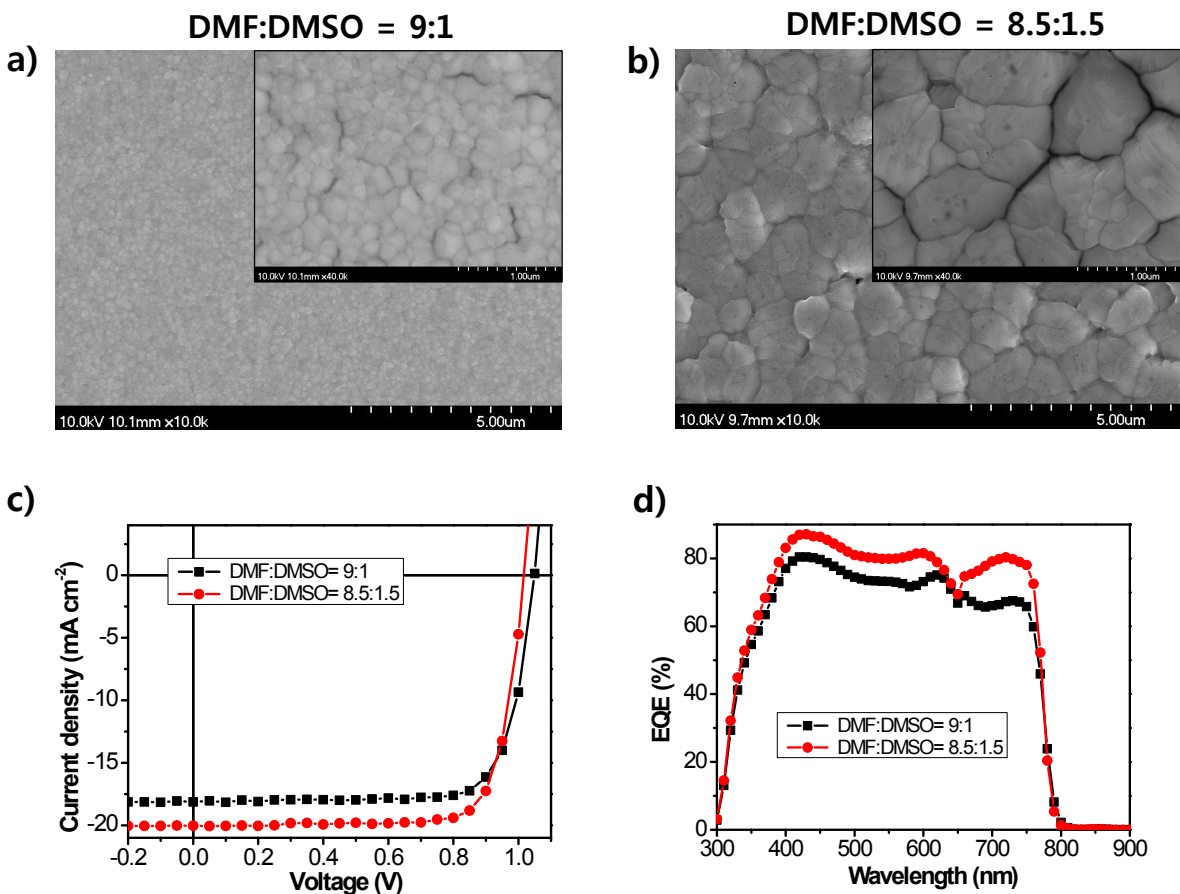 DMF:DMSO = 9:1
DMF:DMSO = 8.5:1.5
a)
1.00um
10.0kV 10.1mm x40.0k
10.0kV 10.1mm x10.0k
5.00um
b)
1.00um
10.0kV 9.7mm x40.0k
10.0kV 9.7mm x10.0k
5.00um
c)
Current density (mA cm⁻²)
0
-5
-10
-15
-20
DMF:DMSO= 9:1
DMF:DMSO= 8.5:1.5
-0.2 0.0 0.2 0.4 0.6 0.8 1.0
Voltage (V)
d)
EQE (%)
80
60
40
20
0
DMF:DMSO= 9:1
DMF:DMSO= 8.5:1.5
300 400 500 600 700 800 900
Wavelength (nm)